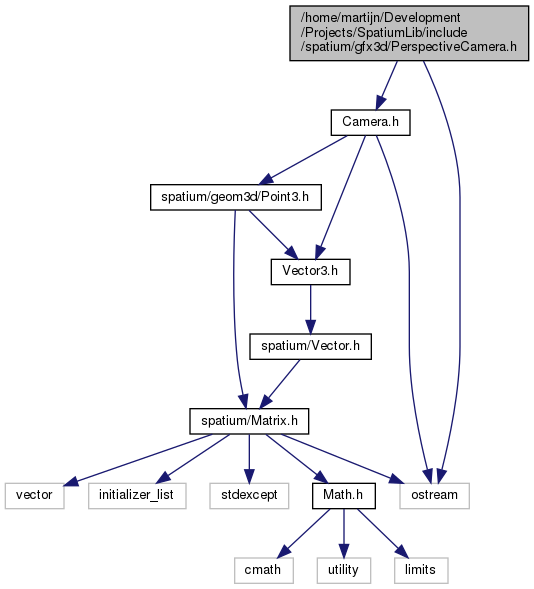 /home/martijn/Development
/Projects/SpatiumLib/include
/spatium/gfx3d/PerspectiveCamera.h
Camera.h
spatium/geom3d/Point3.h
Vector3.h
spatium/Vector.h
spatium/Matrix.h
vector
initializer_list
stdexcept
Math.h
ostream
cmath
utility
limits